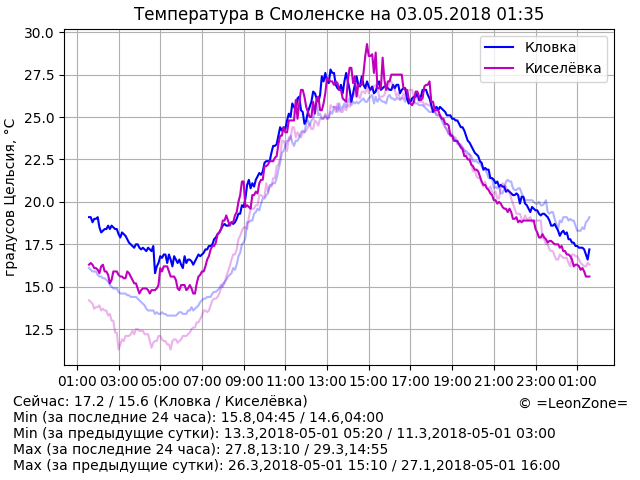 Температура в Смоленске на 03.05.2018 01:35
градусов Цельсия, °C
30.0
27.5
25.0
22.5
20.0
17.5
15.0
12.5
Кловка
Киселёвка
01:00 03:00 05:00 07:00 09:00 11:00 13:00 15:00 17:00 19:00 21:00 23:00 01:00
Сейчас: 17.2 / 15.6 (Кловка / Киселёвка)
© =LeonZone=
Min (за последние 24 часа): 15.8,04:45 / 14.6,04:00
Min (за предыдущие сутки): 13.3,2018-05-01 05:20 / 11.3,2018-05-01 03:00
Max (за последние 24 часа): 27.8,13:10 / 29.3,14:55
Max (за предыдущие сутки): 26.3,2018-05-01 15:10 / 27.1,2018-05-01 16:00